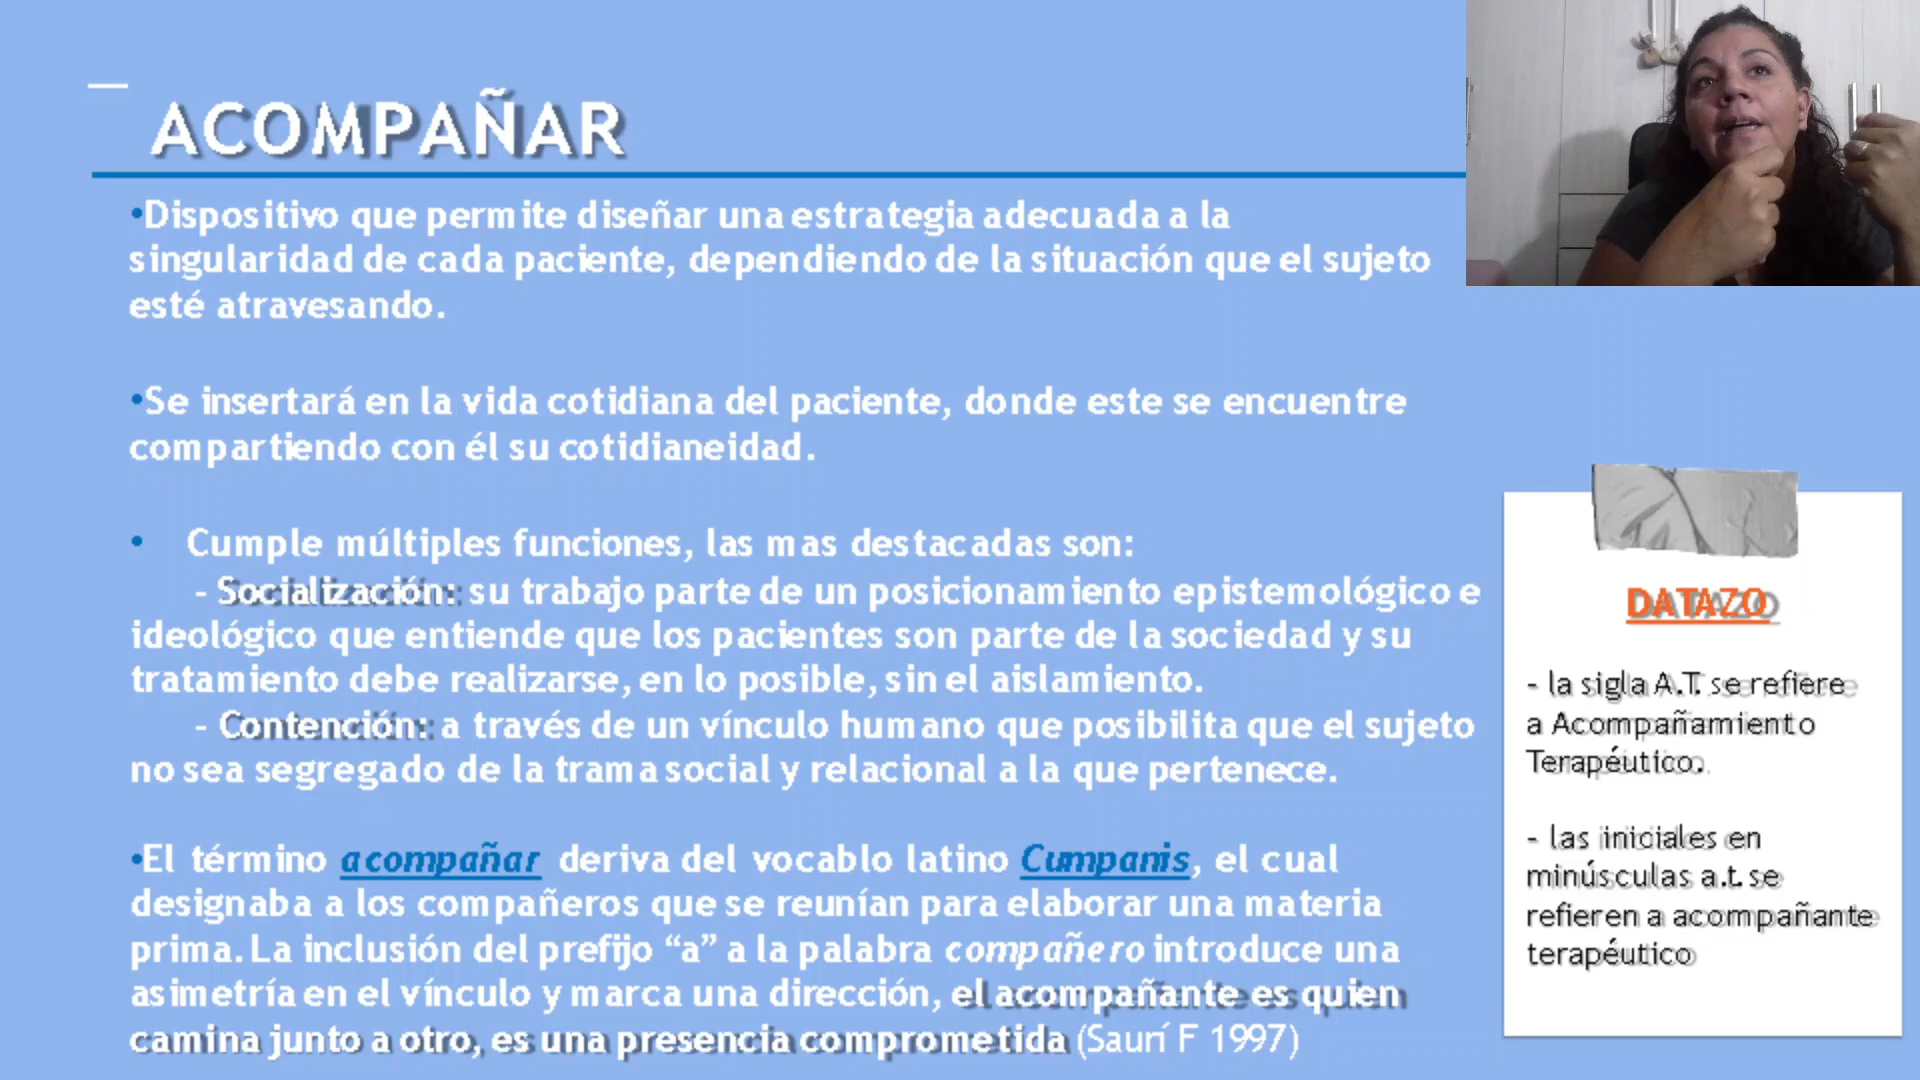 ACOMPAÑAR
•Dispositivo que permite diseñar una estrategia adecuada a la
singularidad de cada paciente, dependiendo de la situación que el sujeto
esté atravesando.
•Se insertará en la vida cotidiana del paciente, donde este se encuentre
compartiendo con él su cotidianeidad.
• Cumple múltiples funciones, las mas destacadas son:
- Socialización: su trabajo parte de un posicionamiento epistemológico e
ideológico que entiende que los pacientes son parte de la sociedad y su
tratamiento debe realizarse, en lo posible, sin el aislamiento.
- Contención: a través de un vínculo humano que posibilita que el sujeto
no sea segregado de la trama social y relacional a la que pertenece.
•El término acompañar deriva del vocablo latino Cumpanis, el cual
designaba a los compañeros que se reunían para elaborar una materia
prima. La inclusión del prefijo “a” a la palabra compañero introduce una
asimetría en el vínculo y marca una dirección, el acompañante es quien
camina junto a otro, es una presencia comprometida (Saurí F 1997)
DATAZO
- la sigla A.T. se refiere
a Acompañamiento
Terapéutico.
- las iniciales en
minúsculas a.t. se
refieren a acompañante
terapéutico